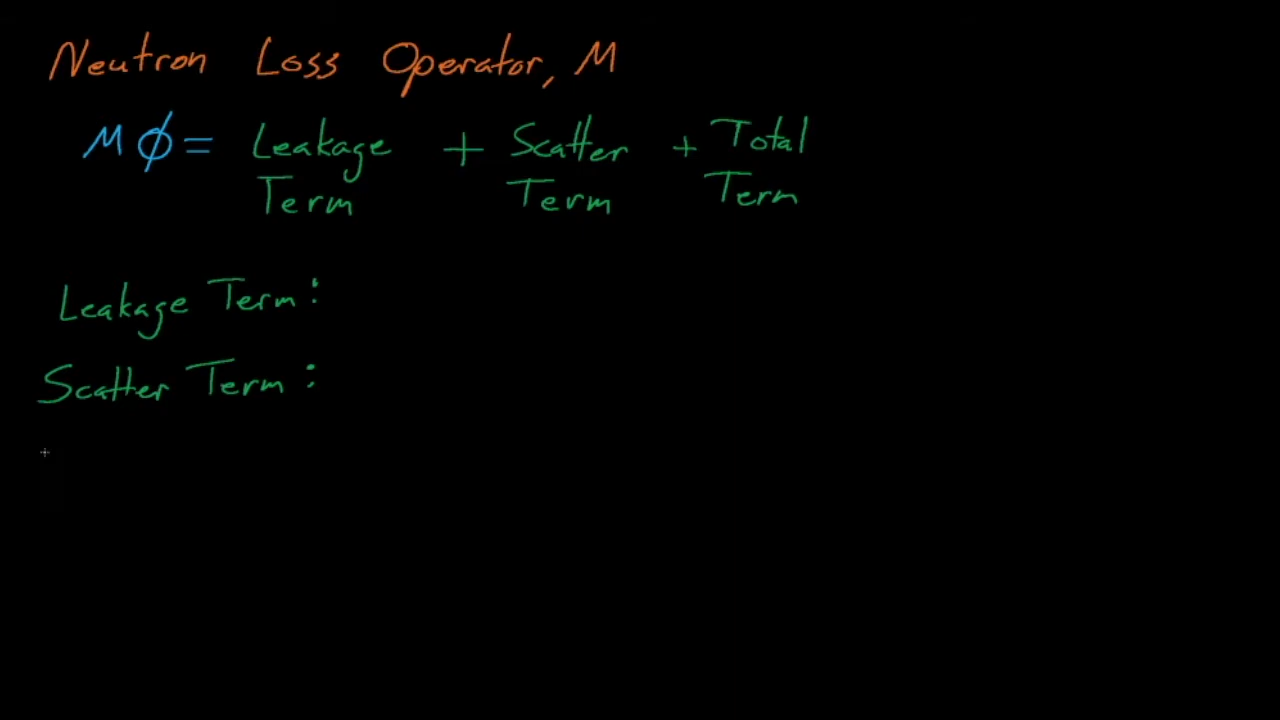 Neutron Loss Operator, M
Mϕ = Leakage Term + Scatter Term + Total Term
Leakage Term:
Scatter Term: